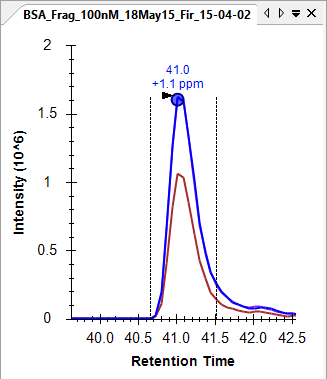 BSA_Frag_100nM_18May15_Fir_15-04-02
41.0
+1.1 ppm
2
1.5
1
0.5
0
Intensity (10^6)
40.0 40.5 41.0 41.5 42.0 42.5
Retention Time